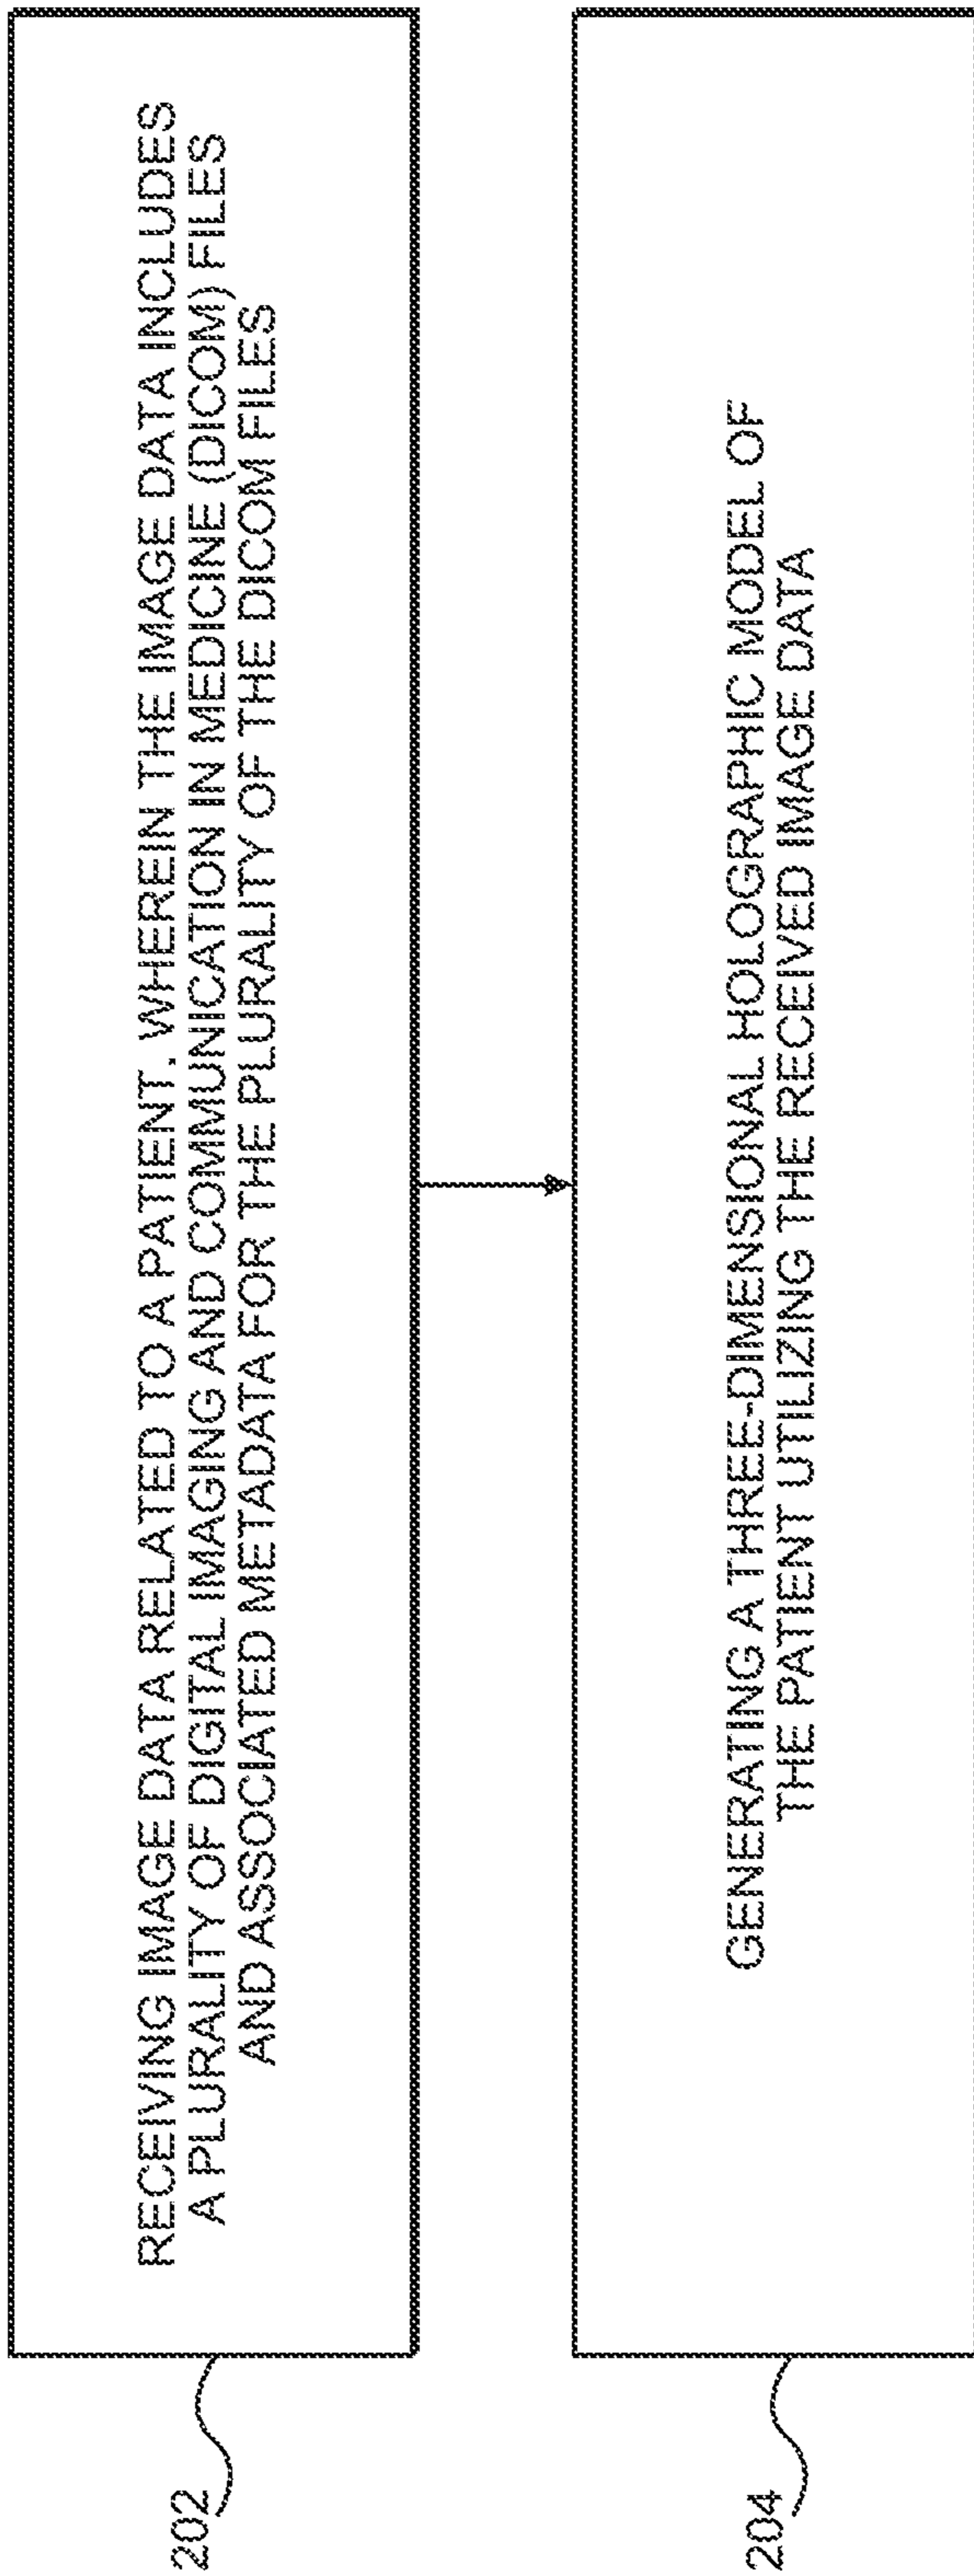 RECEIVING IMAGE DATA RELATED TO A PATIENT, WHEREIN THE IMAGE DATA INCLUDES
A PLURALITY OF DIGITAL IMAGING AND COMMUNICATION IN MEDICINE (DICOM) FILES
AND ASSOCIATED METADATA FOR THE PLURALITY OF THE DICOM FILES
202
GENERATING A THREE-DIMENSIONAL HOLOGRAPHIC MODEL OF
THE PATIENT UTILIZING THE RECEIVED IMAGE DATA
204